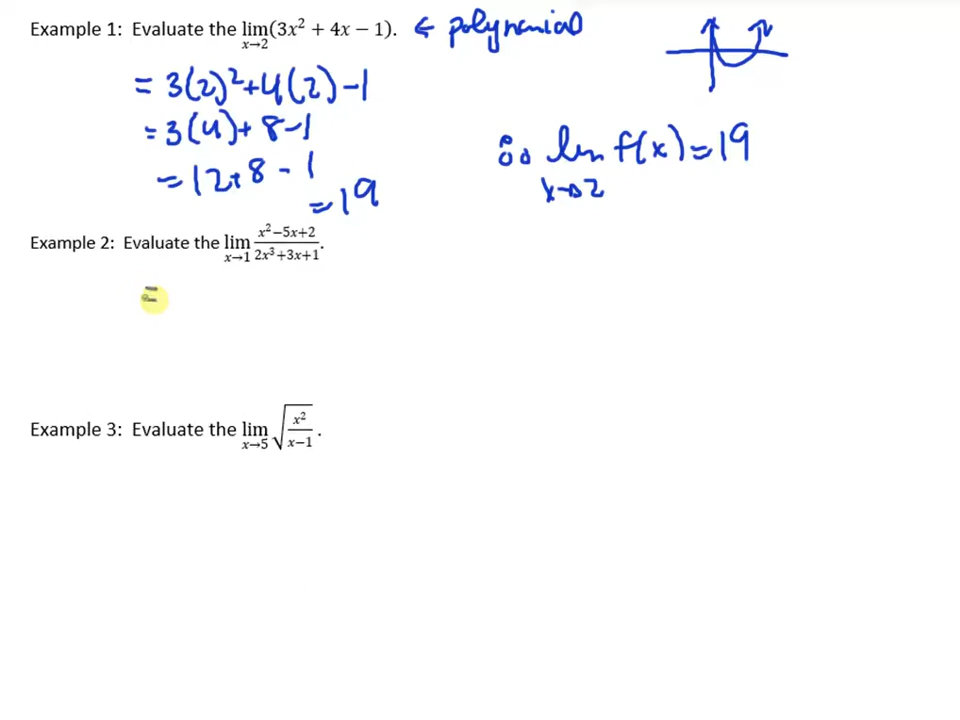 Example 1: Evaluate the lim x→2 (3x² + 4x − 1). ← polynomial
= 3(2)² + 4(2) − 1
= 3(4) + 8 − 1
∴ lim x→2 f(x) = 19
= 12 + 8 − 1
= 19
Example 2: Evaluate the lim x→1 (x²−5x+2)/(2x³+3x+1).
=
Example 3: Evaluate the lim x→5 √(x²/(x−1)).